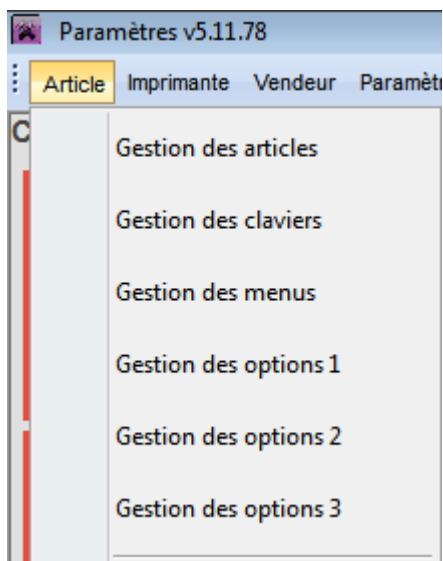 Paramètres v5.11.78
Article Imprimante Vendeur Paramètr
C
Gestion des articles
Gestion des claviers
Gestion des menus
Gestion des options 1
Gestion des options 2
Gestion des options 3